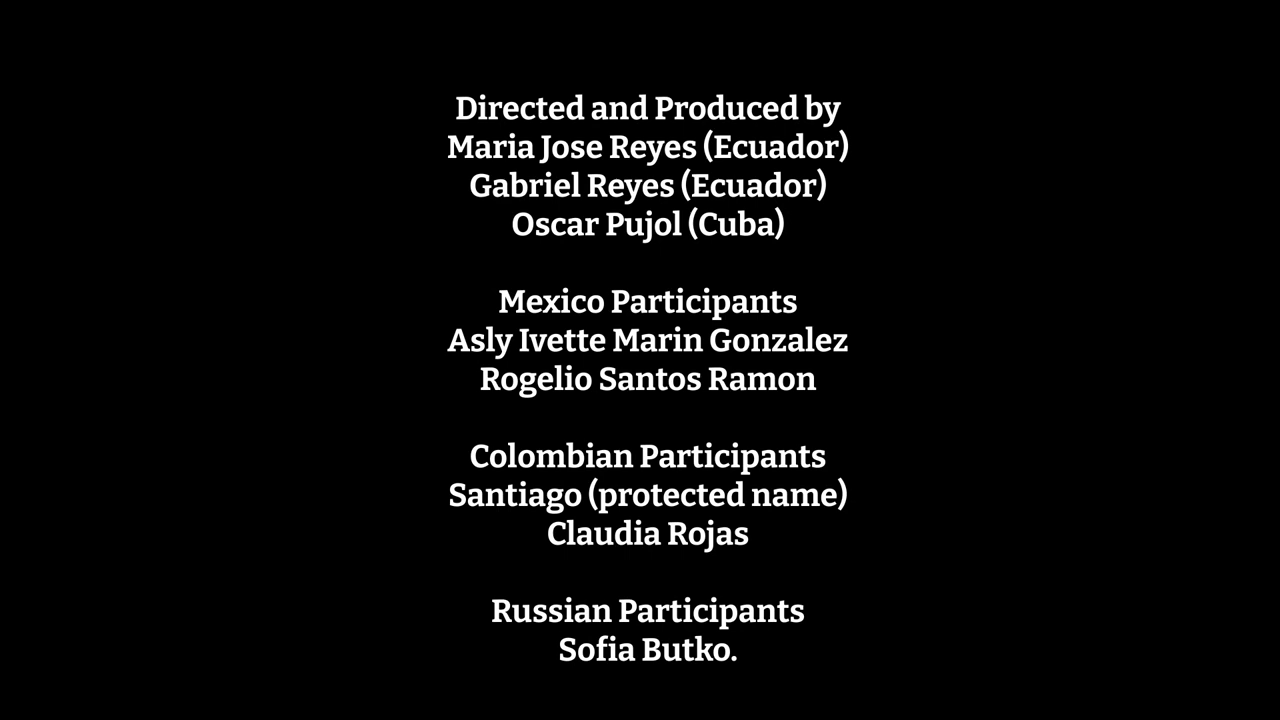 Directed and Produced by
Maria Jose Reyes (Ecuador)
Gabriel Reyes (Ecuador)
Oscar Pujol (Cuba)
Mexico Participants
Asly Ivette Marin Gonzalez
Rogelio Santos Ramon
Colombian Participants
Santiago (protected name)
Claudia Rojas
Russian Participants
Sofia Butko.